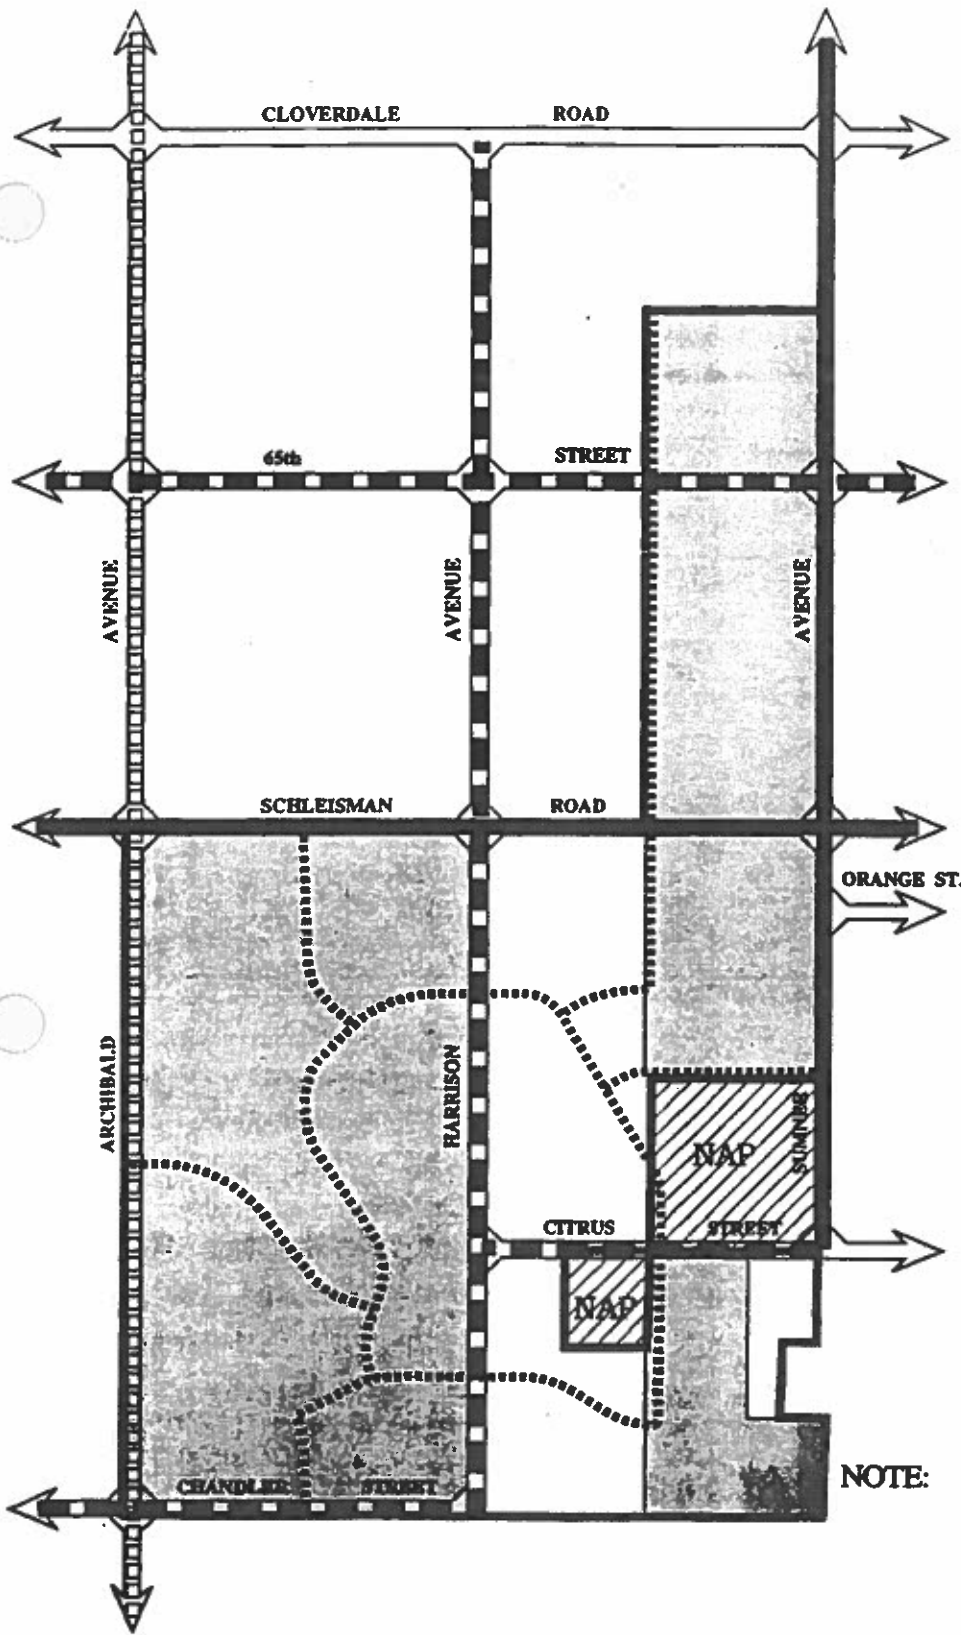 CLOVERDALE ROAD
65th STREET
AVENUE
AVENUE
AVENUE
SCHLEISMAN ROAD
ORANGE ST.
ARCHIBALD
HARRISON
SUMNER
NAP
CITRUS STREET
NAP
CHANDLER STREET
NOTE: